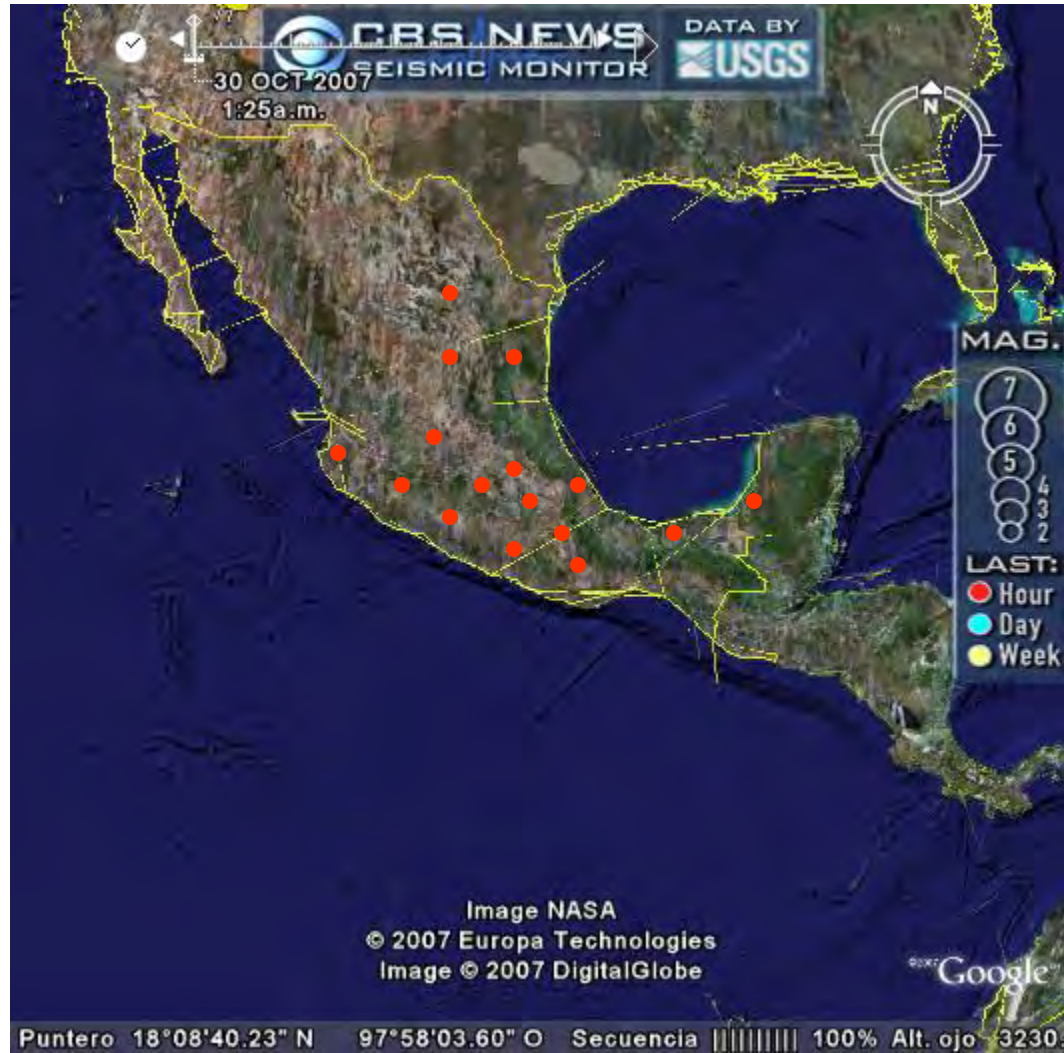 CBS NEWS
SEISMIC MONITOR
DATA BY
USGS
30 OCT 2007
1:25a.m.
N
MAG.
7
6
5
4
3
2
LAST:
Hour
Day
Week
Image NASA
© 2007 Europa Technologies
Image © 2007 DigitalGlobe
Google
Puntero 18°08'40.23" N 97°58'03.60" O Secuencia |||||||||| 100% Alt. ojo 3230